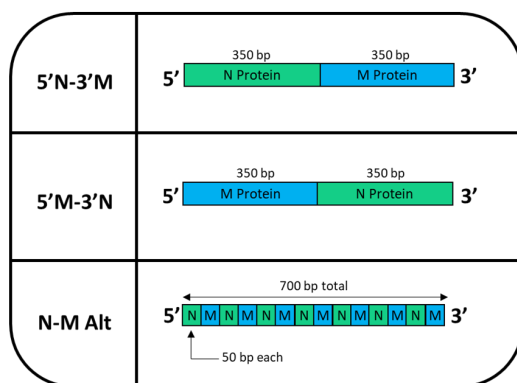 5'N-3'M
350 bp 350 bp
5' N Protein M Protein 3'
5'M-3'N
350 bp 350 bp
5' M Protein N Protein 3'
N-M Alt
700 bp total
5' N M N M N M N M N M N M N M 3'
50 bp each